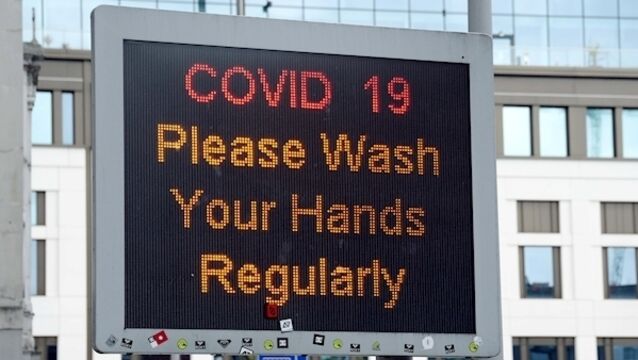 COVID 19
Please Wash
Your Hands
Regularly